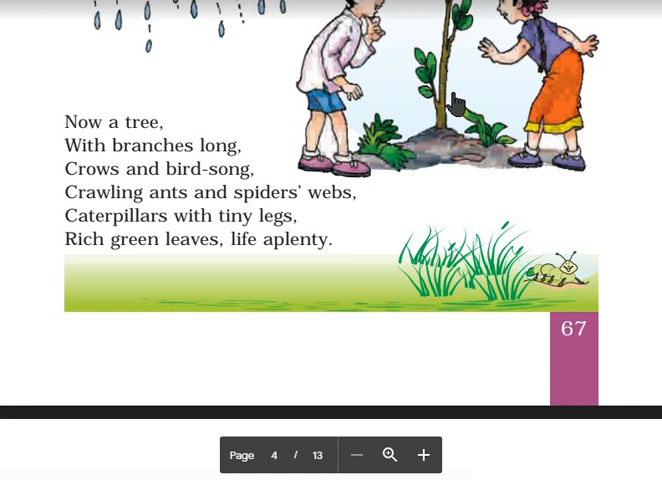 Now a tree,
With branches long,
Crows and bird-song,
Crawling ants and spiders’ webs,
Caterpillars with tiny legs,
Rich green leaves, life aplenty.
67
Page 4 / 13